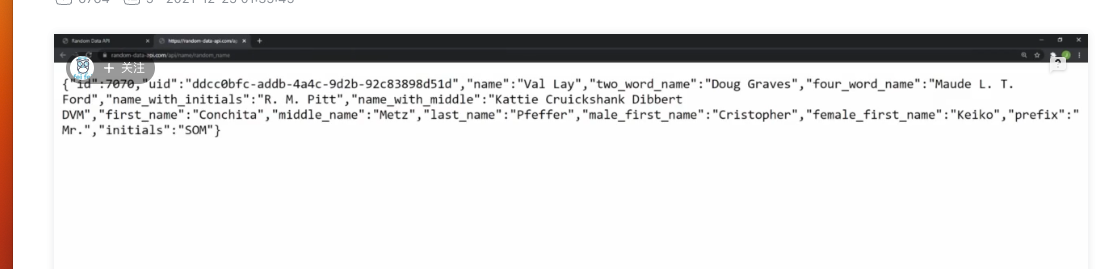 Random Data API
https://random-data-api.com/a
random-data-api.com/api/name/random_name
+ 关注
{"id":7070,"uid":"ddcc0bfc-addb-4a4c-9d2b-92c83898d51d","name":"Val Lay","two_word_name":"Doug Graves","four_word_name":"Maude L. T.
Ford","name_with_initials":"R. M. Pitt","name_with_middle":"Kattie Cruickshank Dibbert
DVM","first_name":"Conchita","middle_name":"Metz","last_name":"Pfeffer","male_first_name":"Cristopher","female_first_name":"Keiko","prefix":"
Mr.","initials":"SOM"}